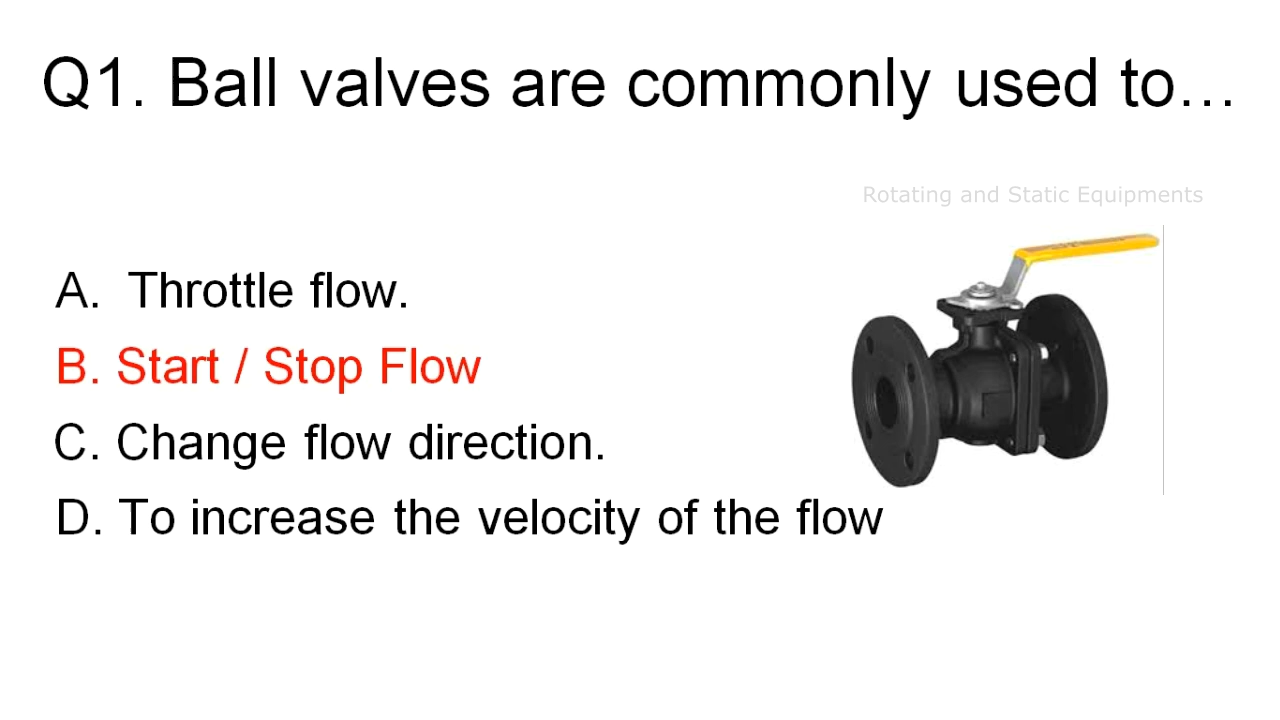 Q1. Ball valves are commonly used to...
Rotating and Static Equipments
A. Throttle flow.
B. Start / Stop Flow
C. Change flow direction.
D. To increase the velocity of the flow